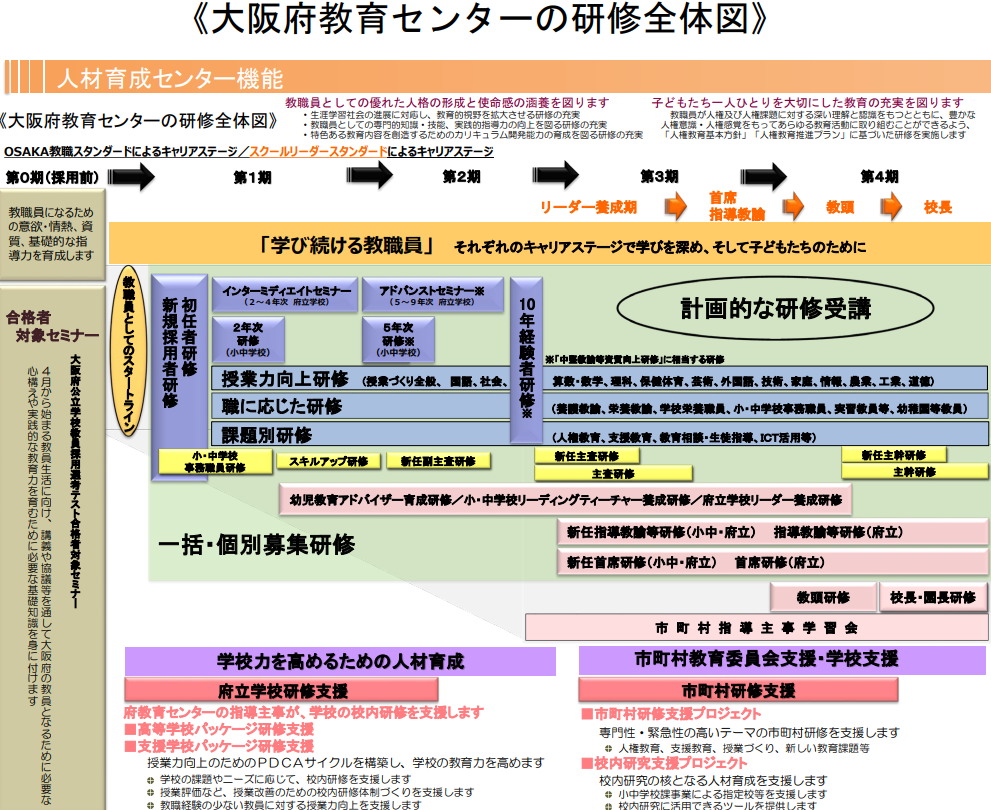 《大阪府教育センターの研修全体図》
人材育成センター機能
《大阪府教育センターの研修全体図》
教職員としての優れた人格の形成と使命感の涵養を図ります
・生涯学習社会の進展に対応し、教育的視野を拡大させる研修の充実
・教職員としての専門的知識・技能、実践的指導力の向上を図る研修の充実
・特色ある教育内容を創造するためのカリキュラム開発能力の育成を図る研修の充実
子どもたち一人ひとりを大切にした教育の充実を図ります
教職員が人権及び人権課題に対する深い理解と認識をもつとともに、豊かな
人権意識・人権感覚をもってあらゆる教育活動に取り組むことができるよう、
「人権教育基本方針」「人権教育推進プラン」に基づいた研修を実施します
OSAKA教職スタンダードによるキャリアステージ／スクールリーダースタンダードによるキャリアステージ
第0期(採用前)
第1期
第2期
第3期
第4期
リーダー養成期
首席
指導教諭
教頭
校長
教職員になるため
の意欲・情熱、資
質、基礎的な指
導力を育成します
「学び続ける教職員」 それぞれのキャリアステージで学びを深め、そして子どもたちのために
合格者
対象セミナー
大阪府公立学校教員採用選考テスト合格者対象セミナー
4月から始まる教員生活に向け、講義や協議等を通して大阪府の教員となるために必要な
心構えや実践的な教育力を育むために必要な基礎知識を身に付けます
教職員としてのスタートライン
初任者研修
新規採用者研修
インターミディエイトセミナー
(2～4年次 府立学校)
アドバンストセミナー※
(5～9年次 府立学校)
2年次
研修
(小中学校)
5年次
研修※
(小中学校)
10年経験者研修※
計画的な研修受講
※「中堅教諭等資質向上研修」に相当する研修
授業力向上研修 (授業づくり全般、 国語、社会、
算数・数学、理科、保健体育、芸術、外国語、技術、家庭、情報、農業、工業、道徳)
職に応じた研修
(養護教諭、栄養教諭、学校栄養職員、小・中学校事務職員、実習教員等、幼稚園等教員)
課題別研修
(人権教育、支援教育、教育相談・生徒指導、ICT活用等)
小・中学校
事務職員研修
スキルアップ研修
新任副主査研修
新任主査研修
主査研修
新任主幹研修
主幹研修
幼児教育アドバイザー育成研修／小・中学校リーディングティーチャー養成研修／府立学校リーダー養成研修
一括・個別募集研修
新任指導教諭等研修(小中・府立) 指導教諭等研修(府立)
新任首席研修(小中・府立) 首席研修(府立)
教頭研修
校長・園長研修
市町村指導主事学習会
学校力を高めるための人材育成
府立学校研修支援
府教育センターの指導主事が、学校の校内研修を支援します
■高等学校パッケージ研修支援
■支援学校パッケージ研修支援
授業力向上のためのPDCAサイクルを構築し、学校の教育力を高めます
学校の課題やニーズに応じて、校内研修を支援します
授業評価など、授業改善のための校内研修体制づくりを支援します
教職経験の少ない教員に対する授業力向上を支援します
市町村教育委員会支援・学校支援
市町村研修支援
■市町村研修支援プロジェクト
専門性・緊急性の高いテーマの市町村研修を支援します
人権教育、支援教育、授業づくり、新しい教育課題等
■校内研究支援プロジェクト
校内研究の核となる人材育成を支援します
小中学校課事業による指定校等を支援します
校内研究に活用できるツールを提供します